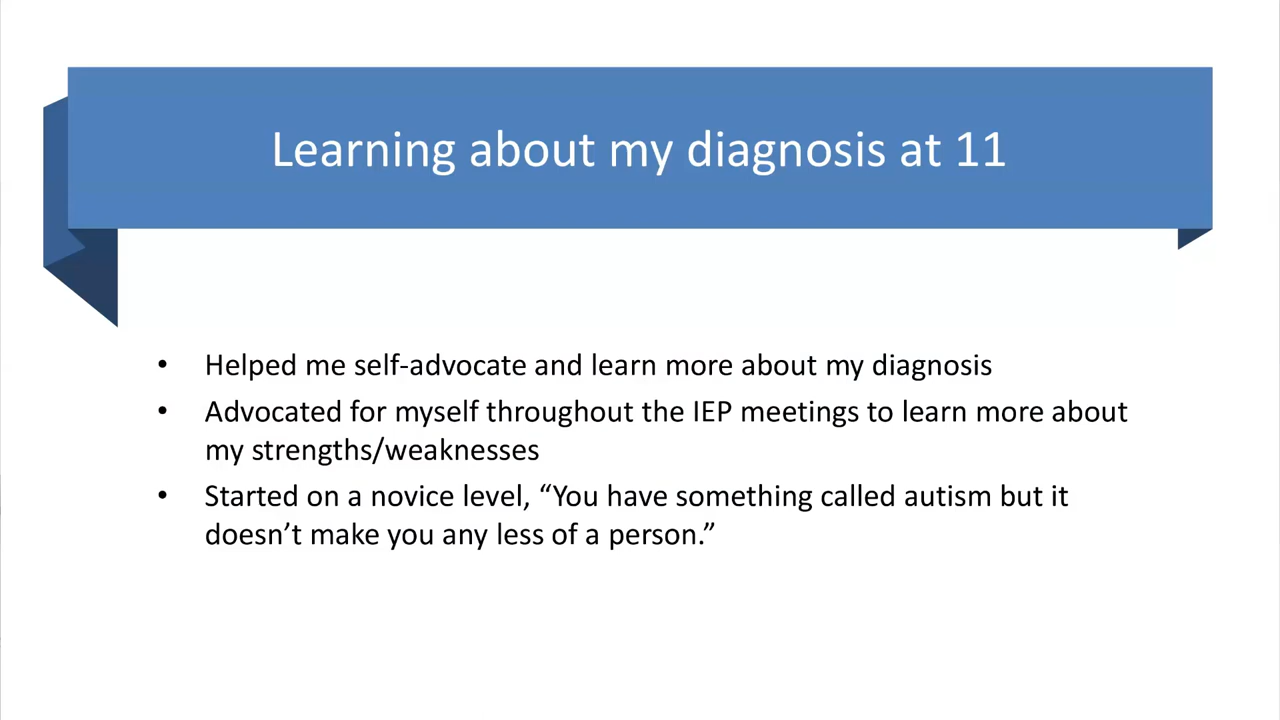 Learning about my diagnosis at 11
• Helped me self-advocate and learn more about my diagnosis
• Advocated for myself throughout the IEP meetings to learn more about
my strengths/weaknesses
• Started on a novice level, “You have something called autism but it
doesn’t make you any less of a person.”